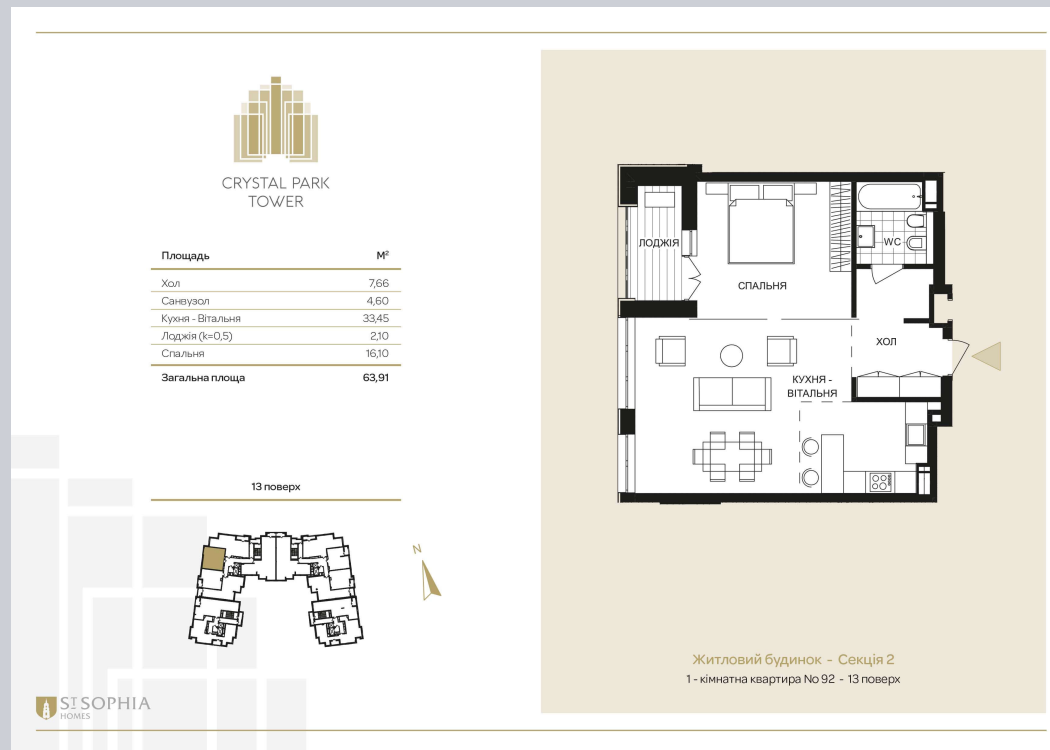 CRYSTAL PARK
TOWER
Площадь М²
Хол 7,66
Санвузол 4,60
Кухня - Вітальня 33,45
Лоджія (k=0,5) 2,10
Спальня 16,10
Загальна площа 63,91
13 поверх
N
ST SOPHIA
HOMES
ЛОДЖІЯ
WC
СПАЛЬНЯ
ХОЛ
КУХНЯ -
ВІТАЛЬНЯ
Житловий будинок - Секція 2
1 - кімнатна квартира No 92 - 13 поверх